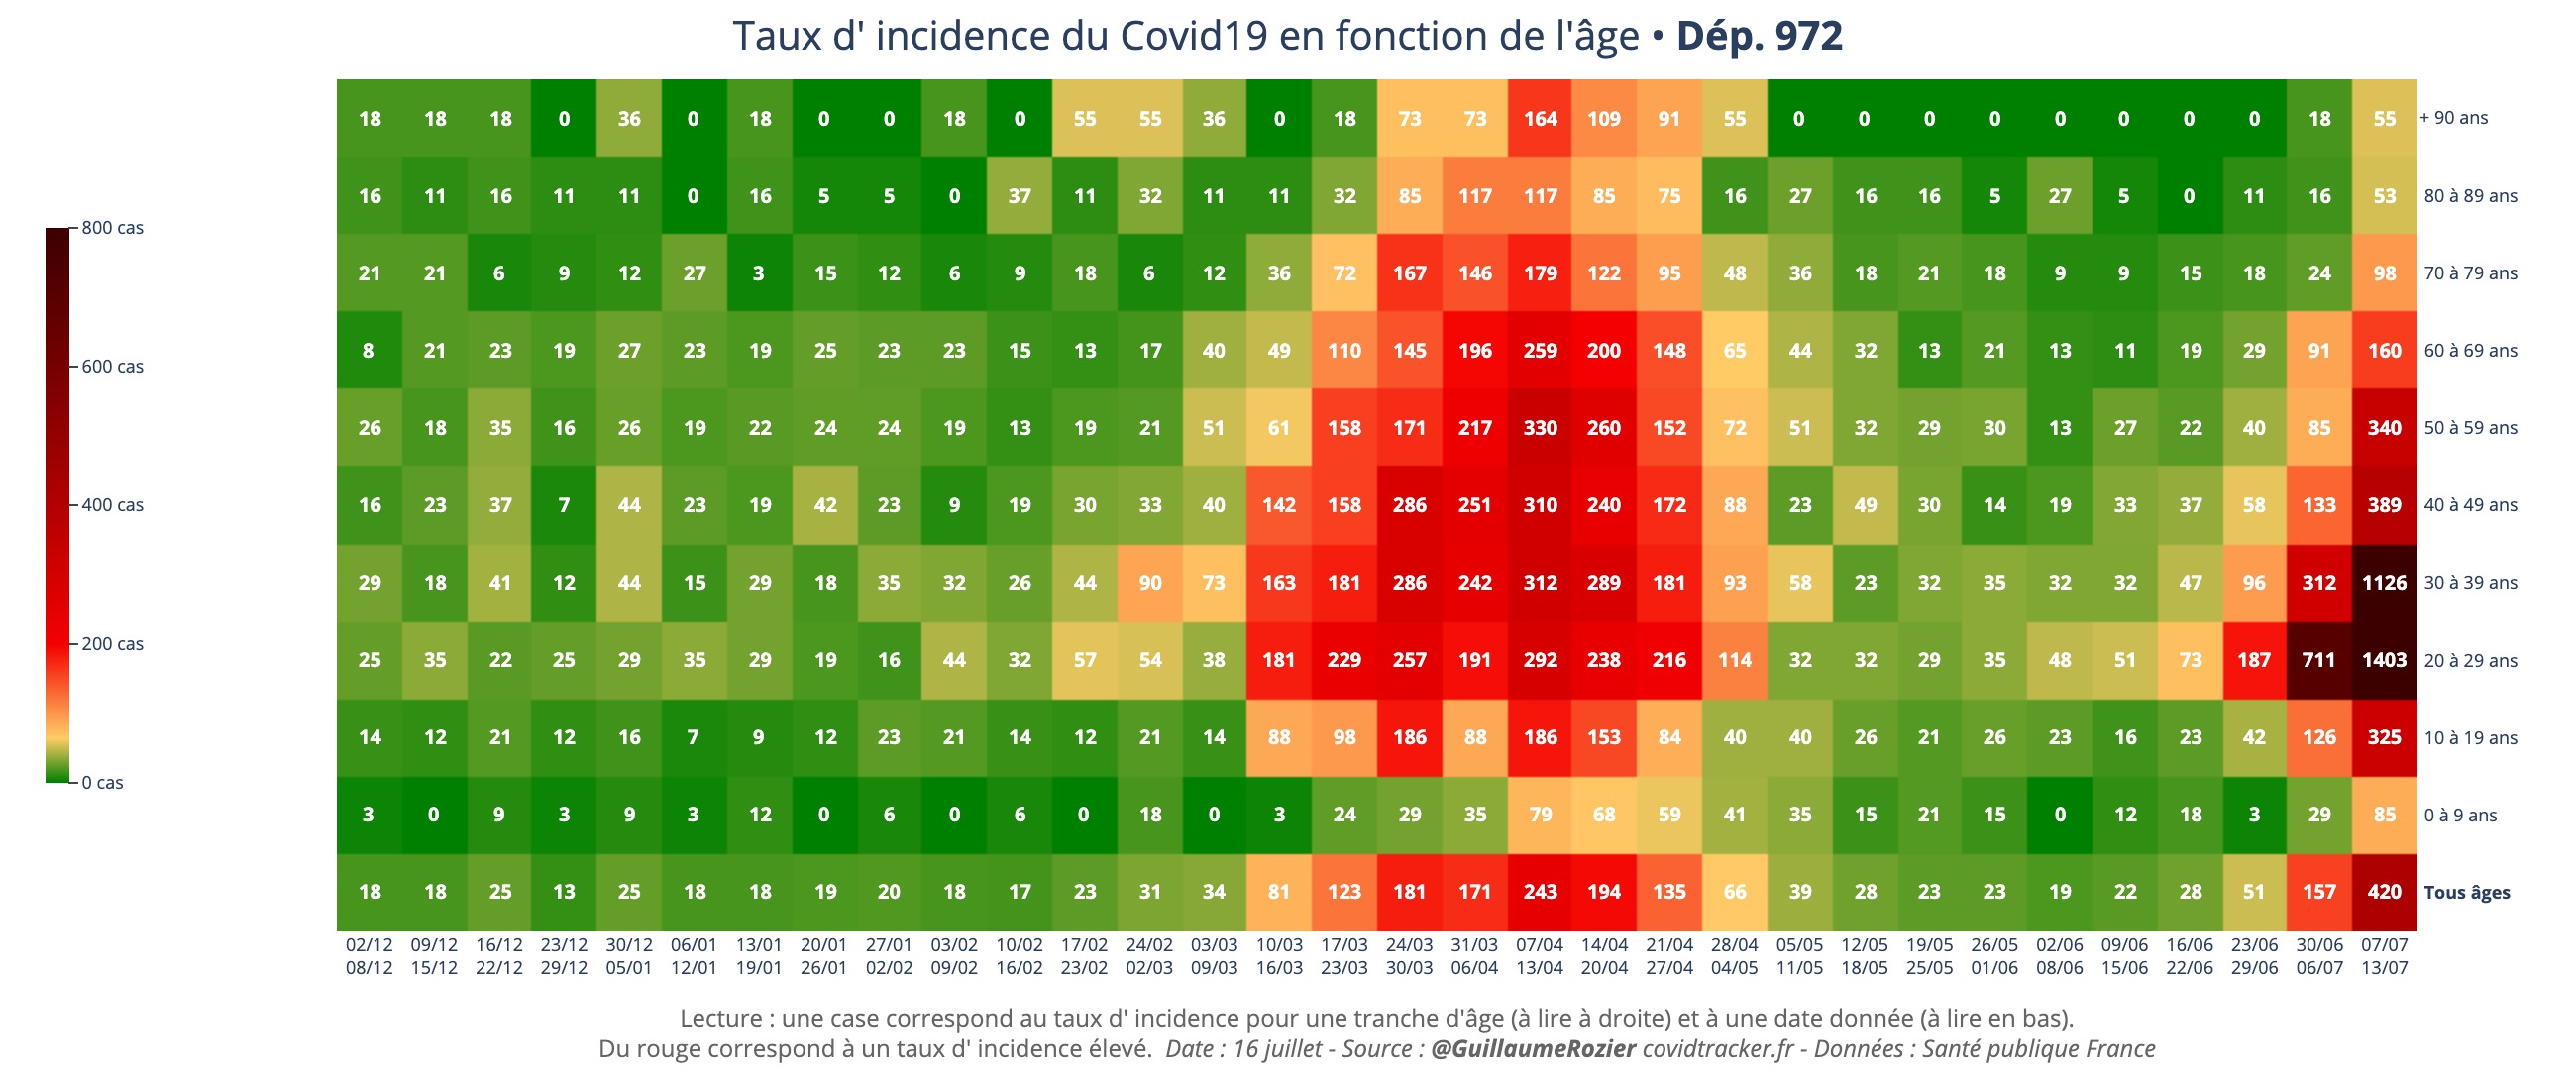 Taux d' incidence du Covid19 en fonction de l'âge • Dép. 972
18 18 18 0 36 0 18 0 0 18 0 55 55 36 0 18 73 73 164 109 91 55 0 0 0 0 0 0 0 0 18 55 + 90 ans
16 11 16 11 11 0 16 5 5 0 37 11 32 11 11 32 85 117 117 85 75 16 27 16 16 5 27 5 0 11 16 53 80 à 89 ans
800 cas
21 21 6 9 12 27 3 15 12 6 9 18 6 12 36 72 167 146 179 122 95 48 36 18 21 18 9 9 15 18 24 98 70 à 79 ans
8 21 23 19 27 23 19 25 23 23 15 13 17 40 49 110 145 196 259 200 148 65 44 32 13 21 13 11 19 29 91 160 60 à 69 ans
600 cas
26 18 35 16 26 19 22 24 24 19 13 19 21 51 61 158 171 217 330 260 152 72 51 32 29 30 13 27 22 40 85 340 50 à 59 ans
400 cas
16 23 37 7 44 23 19 42 23 9 19 30 33 40 142 158 286 251 310 240 172 88 23 49 30 14 19 33 37 58 133 389 40 à 49 ans
29 18 41 12 44 15 29 18 35 32 26 44 90 73 163 181 286 242 312 289 181 93 58 23 32 35 32 32 47 96 312 1126 30 à 39 ans
200 cas
25 35 22 25 29 35 29 19 16 44 32 57 54 38 181 229 257 191 292 238 216 114 32 32 29 35 48 51 73 187 711 1403 20 à 29 ans
14 12 21 12 16 7 9 12 23 21 14 12 21 14 88 98 186 88 186 153 84 40 40 26 21 26 23 16 23 42 126 325 10 à 19 ans
0 cas
3 0 9 3 9 3 12 0 6 0 6 0 18 0 3 24 29 35 79 68 59 41 35 15 21 15 0 12 18 3 29 85 0 à 9 ans
18 18 25 13 25 18 18 19 20 18 17 23 31 34 81 123 181 171 243 194 135 66 39 28 23 23 19 22 28 51 157 420 Tous âges
02/12 09/12 16/12 23/12 30/12 06/01 13/01 20/01 27/01 03/02 10/02 17/02 24/02 03/03 10/03 17/03 24/03 31/03 07/04 14/04 21/04 28/04 05/05 12/05 19/05 26/05 02/06 09/06 16/06 23/06 30/06 07/07
08/12 15/12 22/12 29/12 05/01 12/01 19/01 26/01 02/02 09/02 16/02 23/02 02/03 09/03 16/03 23/03 30/03 06/04 13/04 20/04 27/04 04/05 11/05 18/05 25/05 01/06 08/06 15/06 22/06 29/06 06/07 13/07
Lecture : une case correspond au taux d' incidence pour une tranche d'âge (à lire à droite) et à une date donnée (à lire en bas).
Du rouge correspond à un taux d' incidence élevé. Date : 16 juillet - Source : @GuillaumeRozier covidtracker.fr - Données : Santé publique France